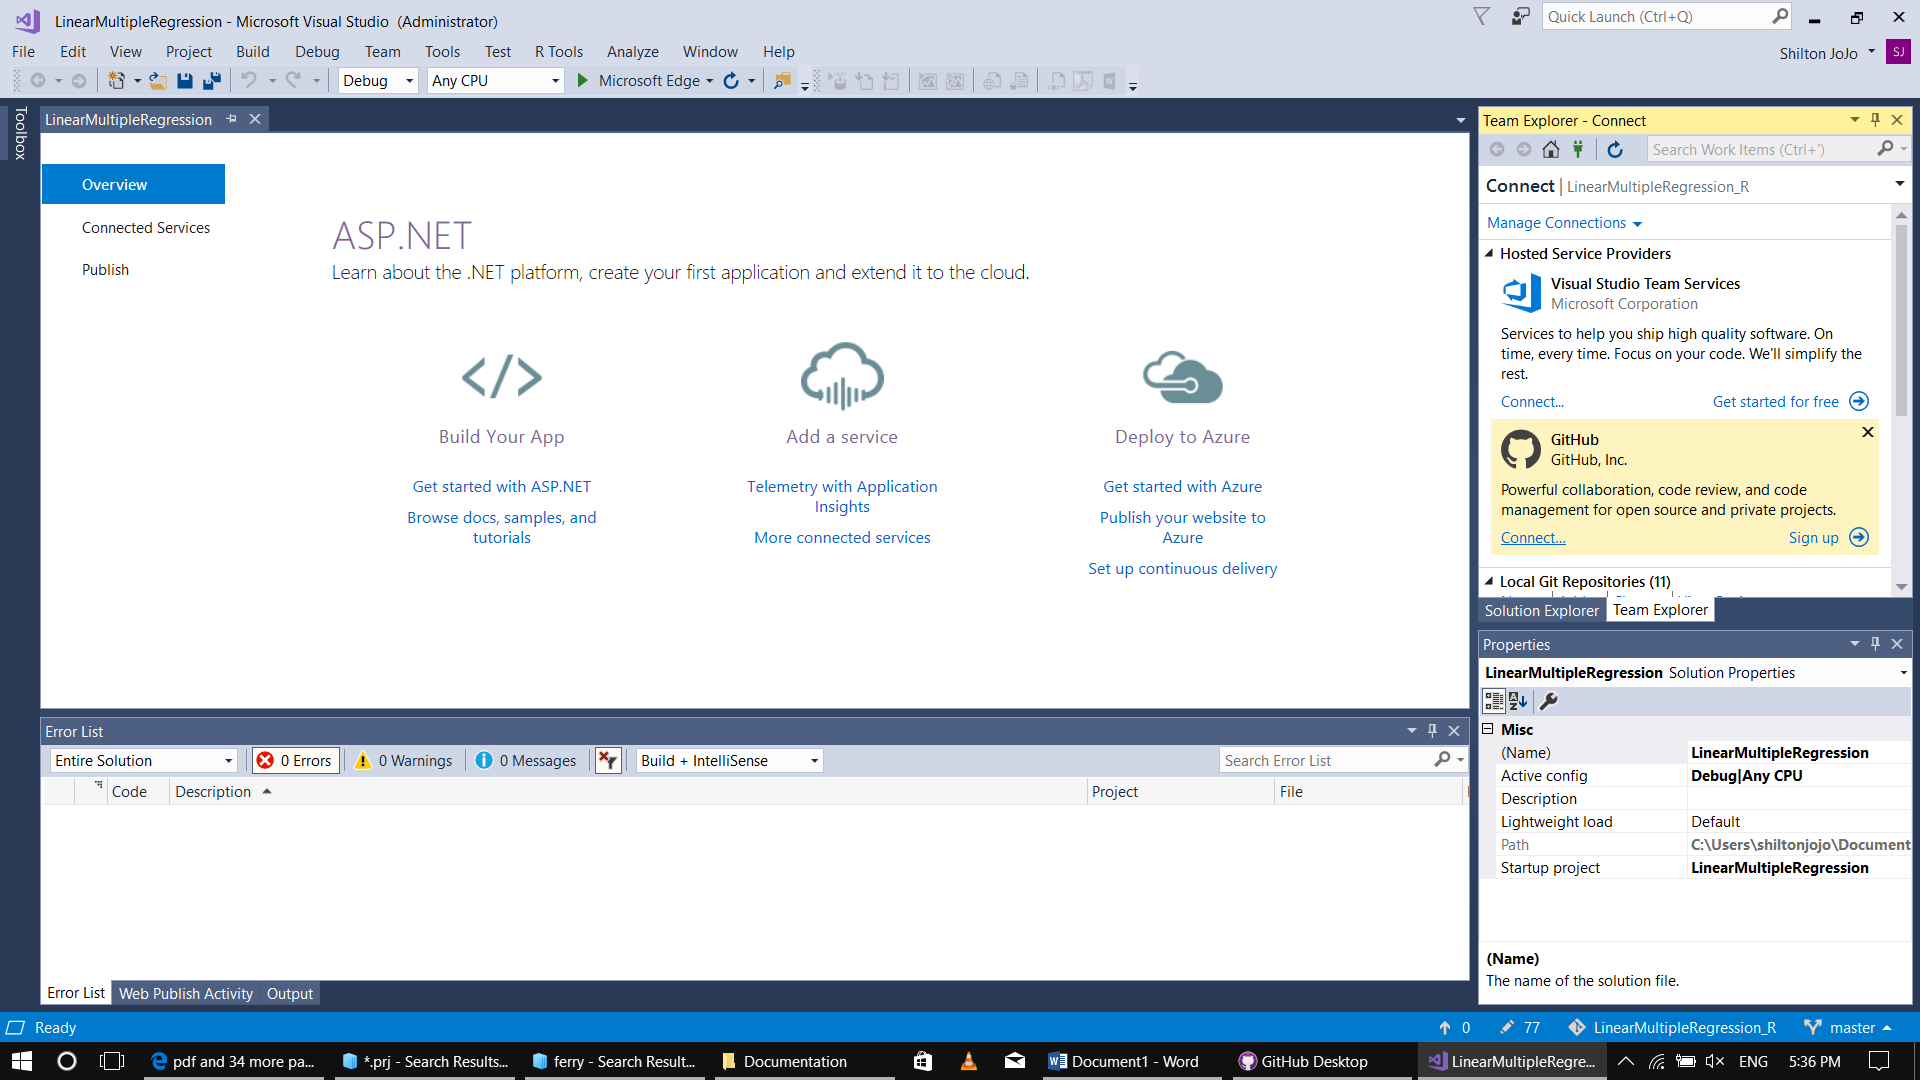 LinearMultipleRegression - Microsoft Visual Studio (Administrator)
Quick Launch (Ctrl+Q)
File Edit View Project Build Debug Team Tools Test R Tools Analyze Window Help
Shilton JoJo
SJ
Debug
Any CPU
Microsoft Edge
Toolbox
LinearMultipleRegression
Overview
Connected Services
Publish
ASP.NET
Learn about the .NET platform, create your first application and extend it to the cloud.
Build Your App
Get started with ASP.NET
Browse docs, samples, and
tutorials
Add a service
Telemetry with Application
Insights
More connected services
Deploy to Azure
Get started with Azure
Publish your website to
Azure
Set up continuous delivery
Team Explorer - Connect
Search Work Items (Ctrl+')
Connect | LinearMultipleRegression_R
Manage Connections
Hosted Service Providers
Visual Studio Team Services
Microsoft Corporation
Services to help you ship high quality software. On
time, every time. Focus on your code. We'll simplify the
rest.
Connect... Get started for free
GitHub
GitHub, Inc.
Powerful collaboration, code review, and code
management for open source and private projects.
Connect... Sign up
Local Git Repositories (11)
Solution Explorer Team Explorer
Properties
LinearMultipleRegression Solution Properties
Misc
(Name) LinearMultipleRegression
Active config Debug|Any CPU
Description
Lightweight load Default
Path C:\Users\shiltonjojo\Document
Startup project LinearMultipleRegression
(Name)
The name of the solution file.
Error List
Entire Solution 0 Errors 0 Warnings 0 Messages Build + IntelliSense
Search Error List
Code Description Project File
Error List Web Publish Activity Output
Ready
0 77 LinearMultipleRegression_R master
pdf and 34 more pa... *.prj - Search Results... ferry - Search Result... Documentation Document1 - Word GitHub Desktop LinearMultipleRegre... ENG 5:36 PM